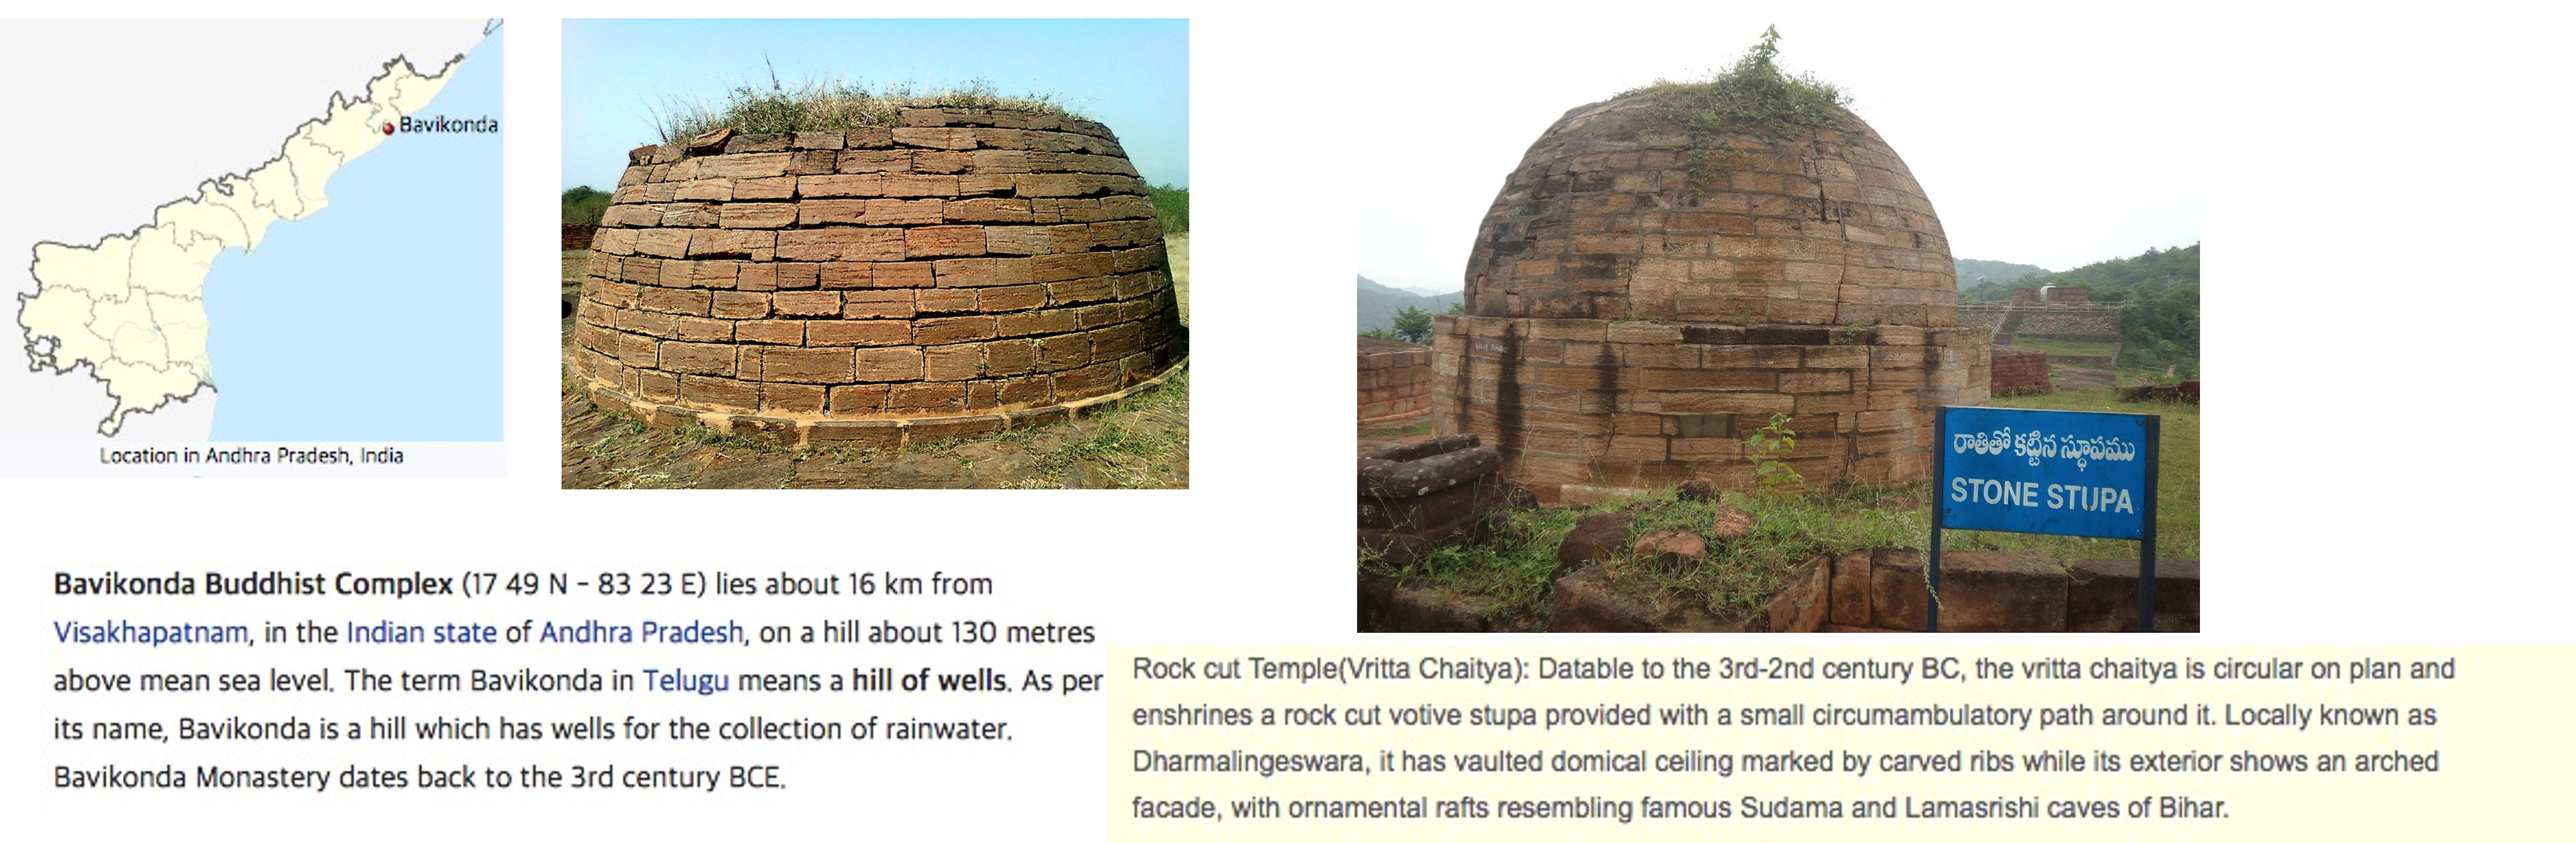 Bavikonda
Location in Andhra Pradesh, India
రాతితో కట్టిన స్థూపము
STONE STUPA
Bavikonda Buddhist Complex (17 49 N – 83 23 E) lies about 16 km from
Visakhapatnam, in the Indian state of Andhra Pradesh, on a hill about 130 metres
above mean sea level. The term Bavikonda in Telugu means a hill of wells. As per
its name, Bavikonda is a hill which has wells for the collection of rainwater.
Bavikonda Monastery dates back to the 3rd century BCE.
Rock cut Temple(Vritta Chaitya): Datable to the 3rd-2nd century BC, the vritta chaitya is circular on plan and
enshrines a rock cut votive stupa provided with a small circumambulatory path around it. Locally known as
Dharmalingeswara, it has vaulted domical ceiling marked by carved ribs while its exterior shows an arched
facade, with ornamental rafts resembling famous Sudama and Lamasrishi caves of Bihar.